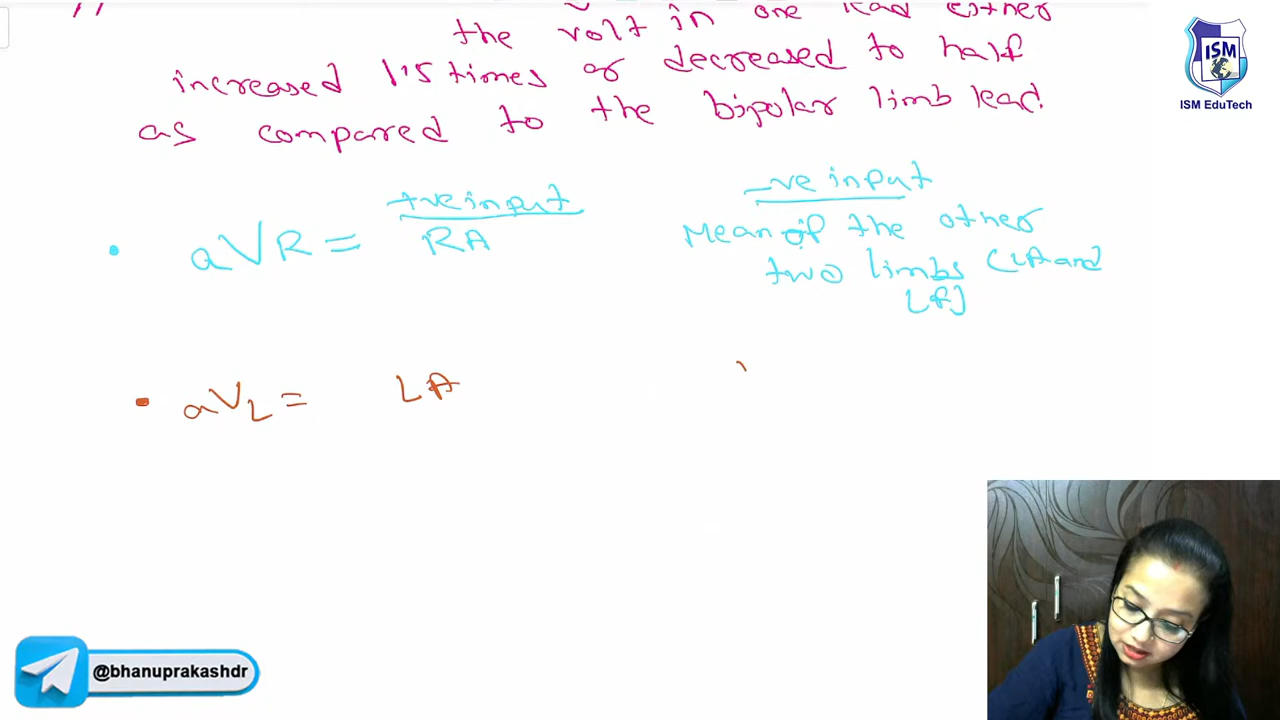 the volt in one lead either
increased 1.5 times or decreased to half
as compared to the bipolar limb lead.
+ve input
-ve input
• aVR = RA
Mean of the other
two limbs (LA and
LF)
• aVL = LA
ISM
ISM EduTech
@bhanuprakashdr